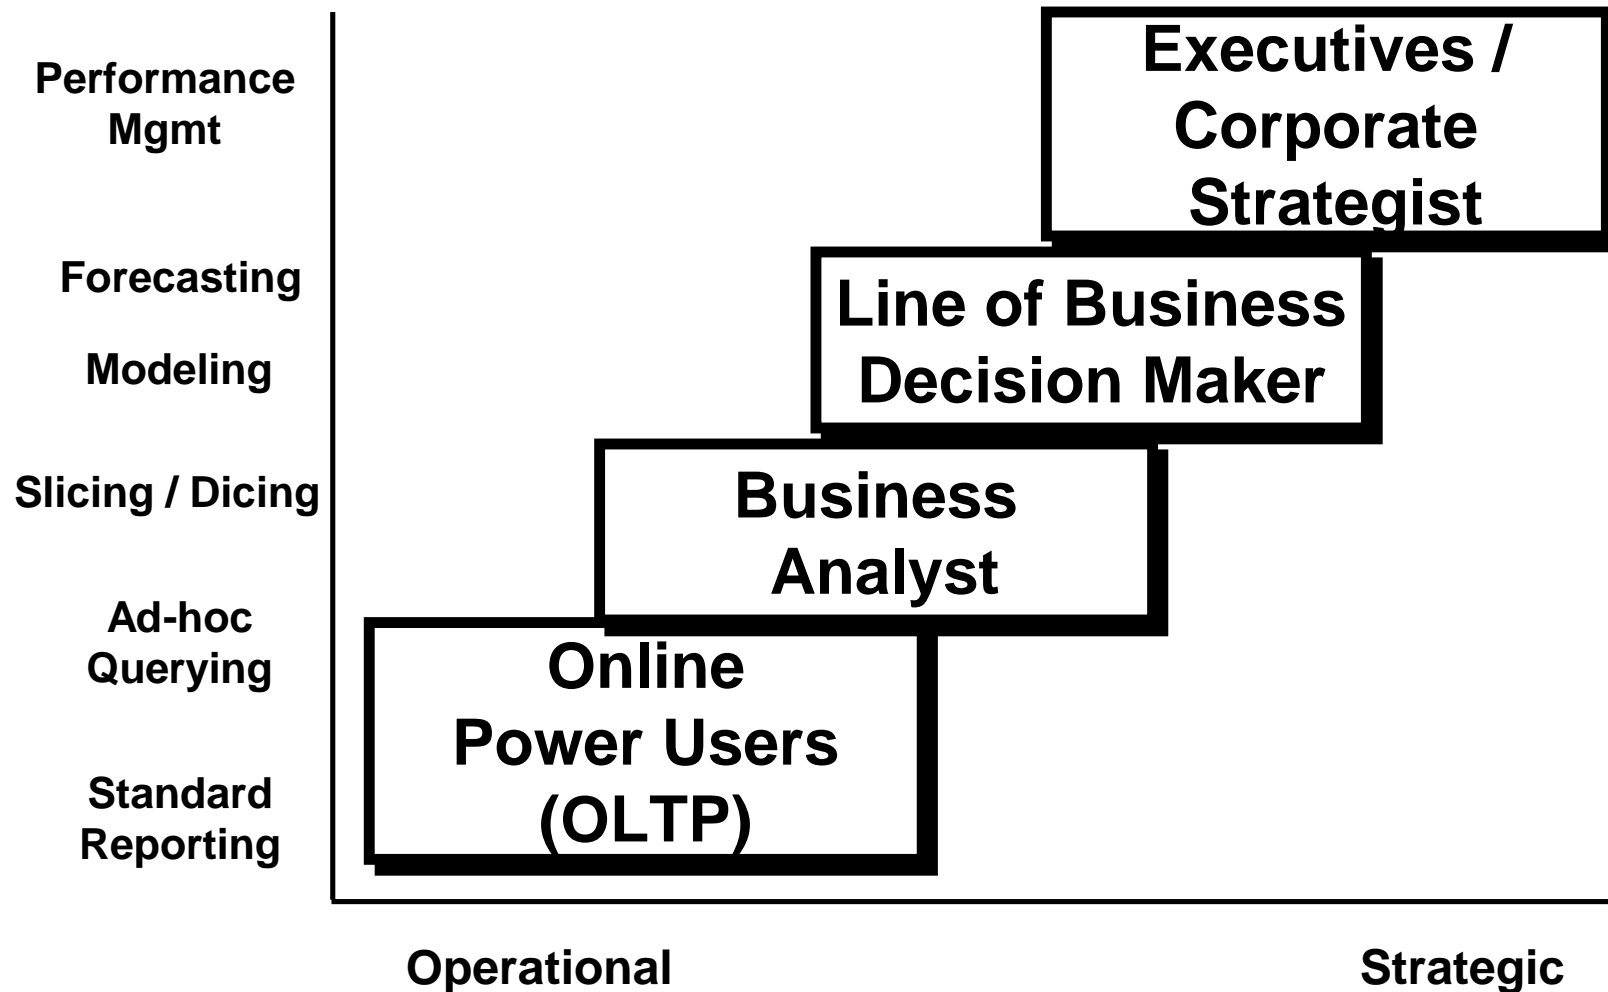 Performance
Mgmt
Forecasting
Modeling
Slicing / Dicing
Ad-hoc
Querying
Standard
Reporting
Executives /
Corporate
Strategist
Line of Business
Decision Maker
Business
Analyst
Online
Power Users
(OLTP)
Operational
Strategic